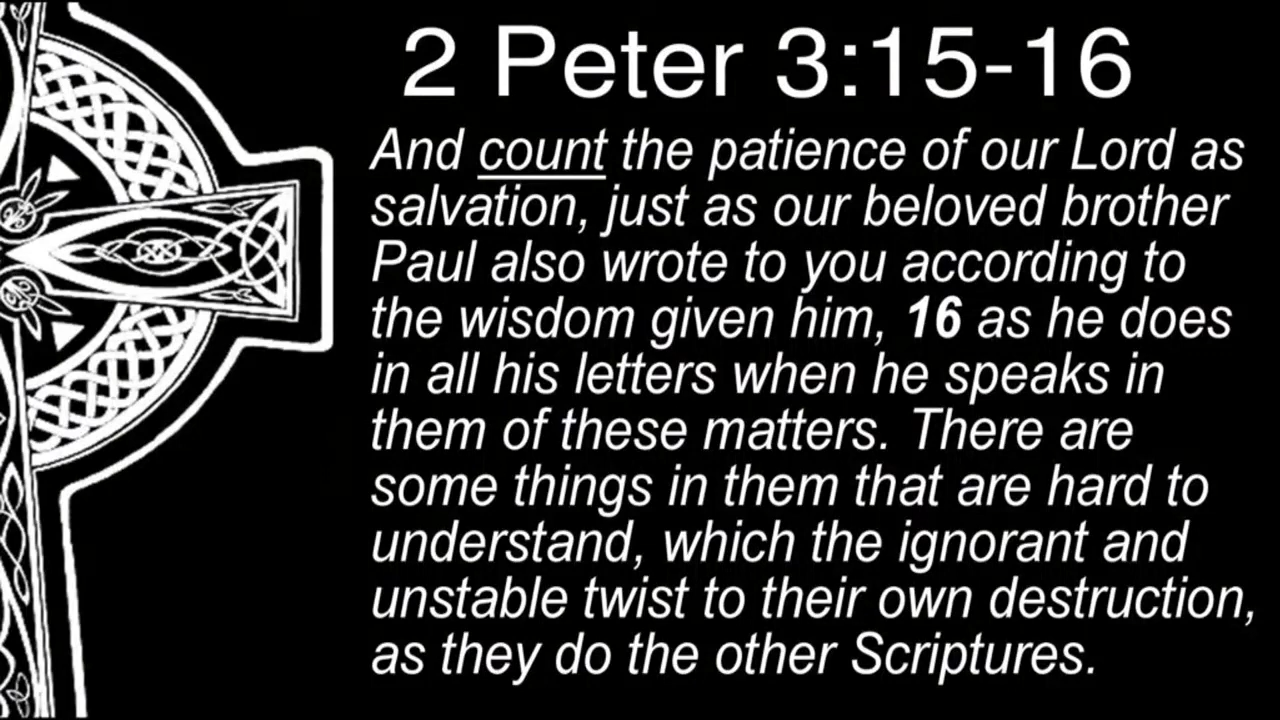 2 Peter 3:15-16
And count the patience of our Lord as
salvation, just as our beloved brother
Paul also wrote to you according to
the wisdom given him, 16 as he does
in all his letters when he speaks in
them of these matters. There are
some things in them that are hard to
understand, which the ignorant and
unstable twist to their own destruction,
as they do the other Scriptures.